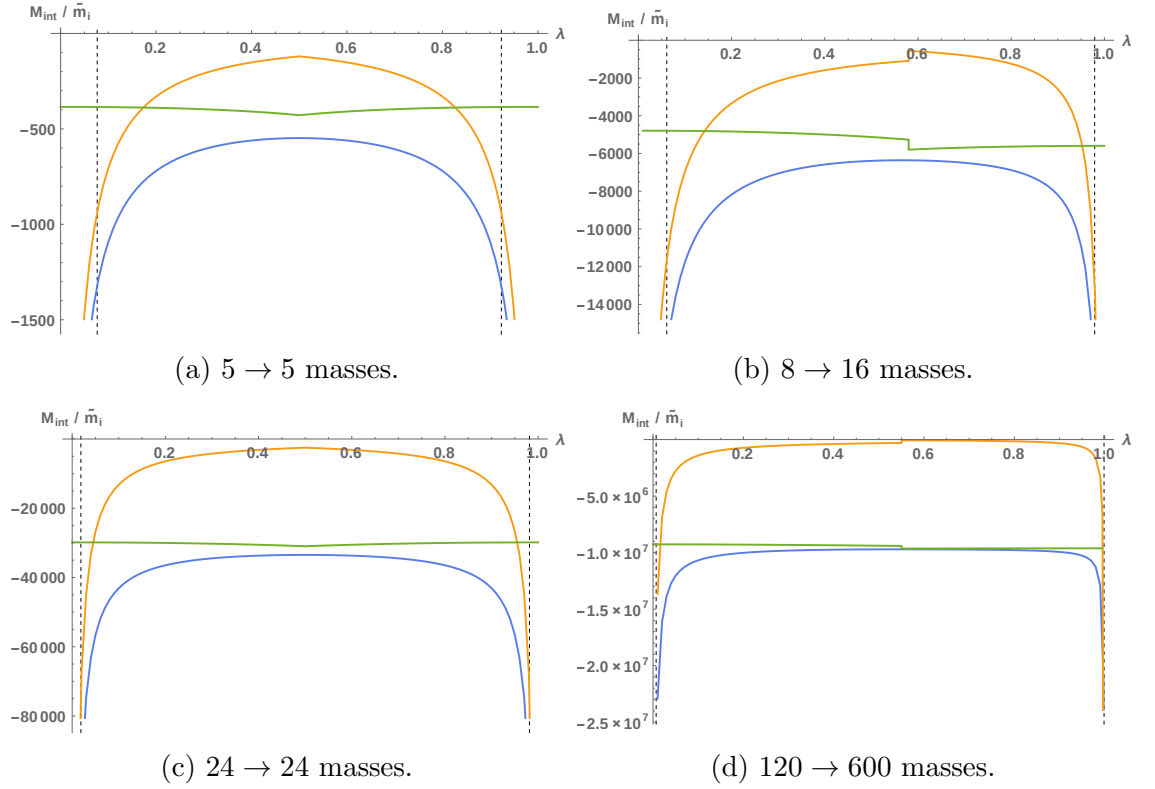 M_int / m̃_i
λ
0.2 0.4 0.6 0.8 1.0
−500
−1000
−1500
(a) 5 → 5 masses.
M_int / m̃_i
λ
0.2 0.4 0.6 0.8 1.0
−2000
−4000
−6000
−8000
−10 000
−12 000
−14 000
(b) 8 → 16 masses.
M_int / m̃_i
λ
0.2 0.4 0.6 0.8 1.0
−20 000
−40 000
−60 000
−80 000
(c) 24 → 24 masses.
M_int / m̃_i
λ
0.2 0.4 0.6 0.8 1.0
−5.0 × 10^6
−1.0 × 10^7
−1.5 × 10^7
−2.0 × 10^7
−2.5 × 10^7
(d) 120 → 600 masses.